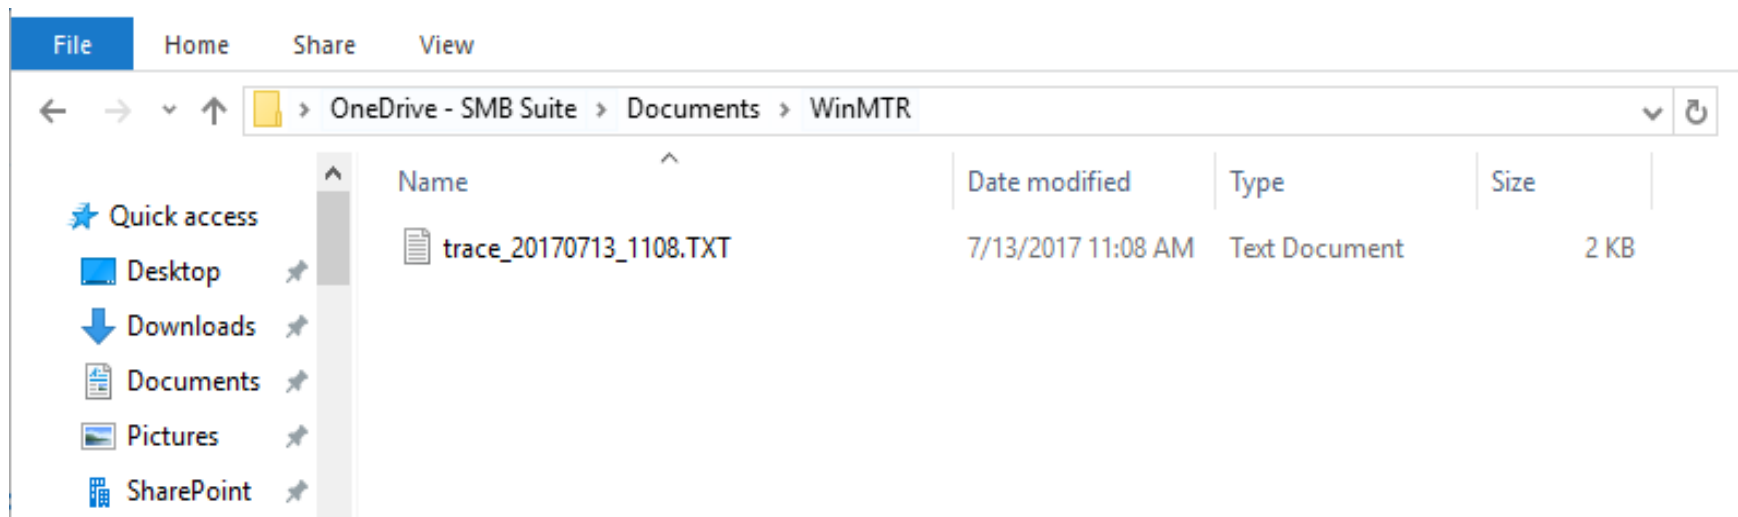 File Home Share View
OneDrive - SMB Suite > Documents > WinMTR
Name Date modified Type Size
Quick access
trace_20170713_1108.TXT 7/13/2017 11:08 AM Text Document 2 KB
Desktop
Downloads
Documents
Pictures
SharePoint